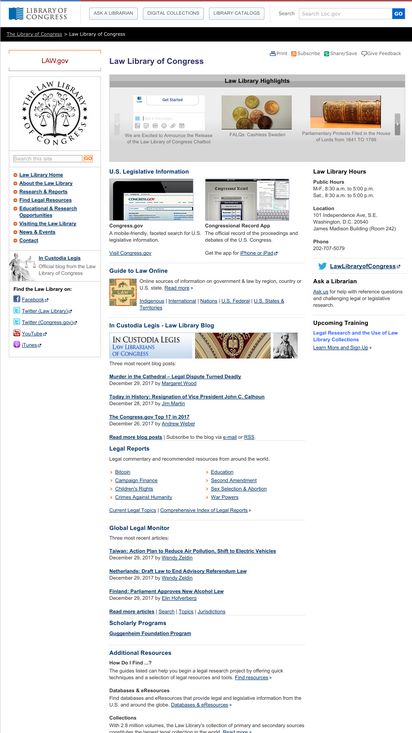 LIBRARY OF CONGRESS
ASK A LIBRARIAN
DIGITAL COLLECTIONS
LIBRARY CATALOGS
Search
Search Loc.gov
GO
The Library of Congress > Law Library of Congress
Print
Subscribe
Share/Save
Give Feedback
LAW.gov
THE LAW LIBRARY OF CONGRESS
Search this site
GO
Law Library Home
About the Law Library
Research & Reports
Find Legal Resources
Educational & Research
Opportunities
Visiting the Law Library
News & Events
Contact
In Custodia Legis
Official blog from the Law
Library of Congress
Find the Law Library on:
Facebook
Twitter (Law Library)
Twitter (Congress.gov)
YouTube
iTunes
Law Library of Congress
Law Library Highlights
Get Started
We are Excited to Announce the Release
of the Law Library of Congress Chatbot
FALQs: Cashless Sweden
Parliamentary Protests Filed in the House
of Lords from 1641 TO 1798
U.S. Legislative Information
Congress.gov
A mobile-friendly, faceted search for U.S.
legislative information.
Visit Congress.gov
Congressional Record App
The official record of the proceedings and
debates of the U.S. Congress.
Get the app for iPhone or iPad
Guide to Law Online
LAW
Online sources of information on government & law by region, country or
U.S. state. Read more
Indigenous | International | Nations | U.S. Federal | U.S. States &
Territories
In Custodia Legis - Law Library Blog
IN CUSTODIA LEGIS
LAW LIBRARIANS
OF CONGRESS
Three most recent blog posts:
Murder in the Cathedral – Legal Dispute Turned Deadly
December 29, 2017 by Margaret Wood
Today in History: Resignation of Vice President John C. Calhoun
December 28, 2017 by Jim Martin
The Congress.gov Top 17 in 2017
December 26, 2017 by Andrew Weber
Read more blog posts | Subscribe to the blog via e-mail or RSS
Legal Reports
Legal commentary and recommended resources from around the world.
Bitcoin
Campaign Finance
Children's Rights
Crimes Against Humanity
Education
Second Amendment
Sex Selection & Abortion
War Powers
Current Legal Topics | Comprehensive Index of Legal Reports
Global Legal Monitor
Three most recent articles:
Taiwan: Action Plan to Reduce Air Pollution, Shift to Electric Vehicles
December 29, 2017 by Wendy Zeldin
Netherlands: Draft Law to End Advisory Referendum Law
December 29, 2017 by Wendy Zeldin
Finland: Parliament Approves New Alcohol Law
December 29, 2017 by Elin Hofverberg
Read more articles | Search | Topics | Jurisdictions
Scholarly Programs
Guggenheim Foundation Program
Additional Resources
How Do I Find ...?
The guides listed can help you begin a legal research project by offering quick
techniques and a selection of legal resources and tools. Find resources
Databases & eResources
Find databases and eResources that provide legal and legislative information from the
U.S. and around the globe. Databases & eResources
Collections
With 2.8 million volumes, the Law Library's collection of primary and secondary sources
constitutes the largest legal collection in the world. Read more
Law Library Hours
Public Hours
M-F, 8:30 a.m. to 5:00 p.m.
Sat., 8:30 a.m. to 5:00 p.m.
Location
101 Independence Ave, S.E.
Washington, D.C. 20540
James Madison Building (Room 242)
Phone
202-707-5079
LawLibraryofCongress
Ask a Librarian
Ask us for help with reference questions
and challenging legal or legislative
research.
Upcoming Training
Legal Research and the Use of Law
Library Collections
Learn More and Sign Up